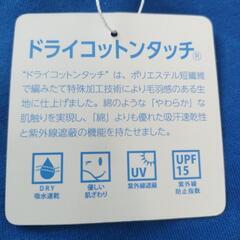 ドライコットンタッチ®
“ドライコットンタッチ”は、ポリエステル短繊維
で編みたて特殊加工技術により毛羽感のある生
地に仕上げました。綿のような“やわらか”な
肌触りを実現し、「綿」よりも優れた吸汗速乾性
と紫外線遮蔽の機能を持たせました。
DRY
吸水速乾
優しい
肌ざわり
UV
紫外線遮蔽
UPF
15
紫外線
防止指数